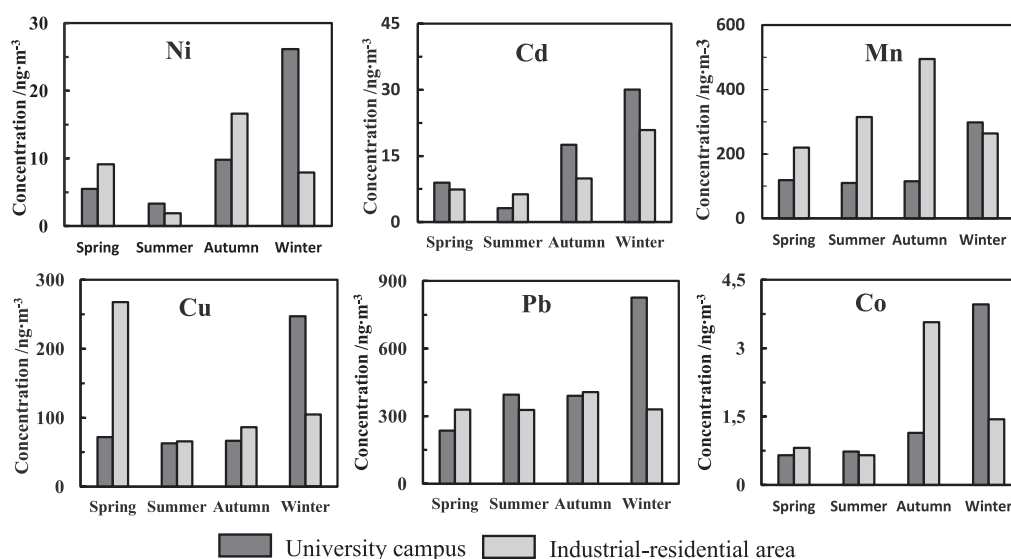 Ni
Concentration /ng·m⁻³
30
20
10
0
Spring Summer Autumn Winter
Cd
Concentration /ng·m⁻³
45
30
15
0
Spring Summer Autumn Winter
Mn
Concentration /ng·m-3
600
400
200
0
Spring Summer Autumn Winter
Cu
Concentration /ng·m⁻³
300
200
100
0
Spring Summer Autumn Winter
Pb
Concentration /ng·m⁻³
900
600
300
0
Spring Summer Autumn Winter
Co
Concentration /ng·m⁻³
4,5
3
1,5
0
Spring Summer Autumn Winter
University campus Industrial-residential area